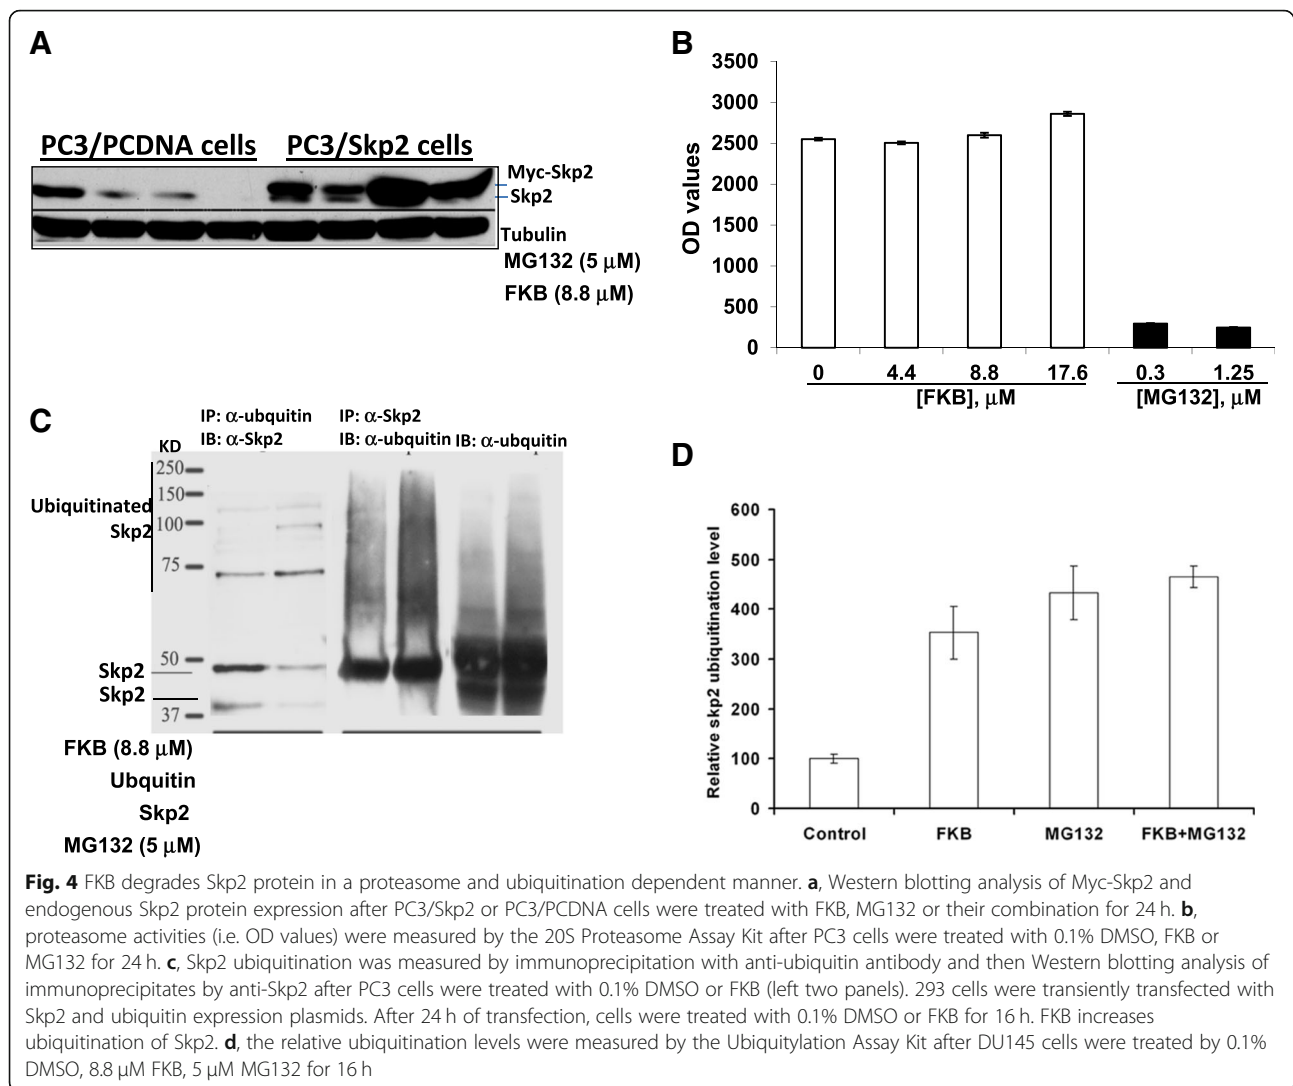 A
PC3/PCDNA cells PC3/Skp2 cells
Myc-Skp2
Skp2
Tubulin
MG132 (5 µM)
FKB (8.8 µM)
B
OD values
3500
3000
2500
2000
1500
1000
500
0
0 4.4 8.8 17.6 0.3 1.25
[FKB], µM [MG132], µM
C
IP: α-ubquitin IP: α-Skp2
IB: α-Skp2 IB: α-ubquitin IB: α-ubquitin
KD
250
150
Ubiquitinated
100
Skp2
75
50
Skp2
Skp2
37
FKB (8.8 µM)
Ubquitin
Skp2
MG132 (5 µM)
D
Relative skp2 ubiquitination level
600
500
400
300
200
100
0
Control FKB MG132 FKB+MG132
Fig. 4 FKB degrades Skp2 protein in a proteasome and ubiquitination dependent manner. a, Western blotting analysis of Myc-Skp2 and
endogenous Skp2 protein expression after PC3/Skp2 or PC3/PCDNA cells were treated with FKB, MG132 or their combination for 24 h. b,
proteasome activities (i.e. OD values) were measured by the 20S Proteasome Assay Kit after PC3 cells were treated with 0.1% DMSO, FKB or
MG132 for 24 h. c, Skp2 ubiquitination was measured by immunoprecipitation with anti-ubiquitin antibody and then Western blotting analysis of
immunoprecipitates by anti-Skp2 after PC3 cells were treated with 0.1% DMSO or FKB (left two panels). 293 cells were transiently transfected with
Skp2 and ubiquitin expression plasmids. After 24 h of transfection, cells were treated with 0.1% DMSO or FKB for 16 h. FKB increases
ubiquitination of Skp2. d, the relative ubiquitination levels were measured by the Ubiquitylation Assay Kit after DU145 cells were treated by 0.1%
DMSO, 8.8 µM FKB, 5 µM MG132 for 16 h